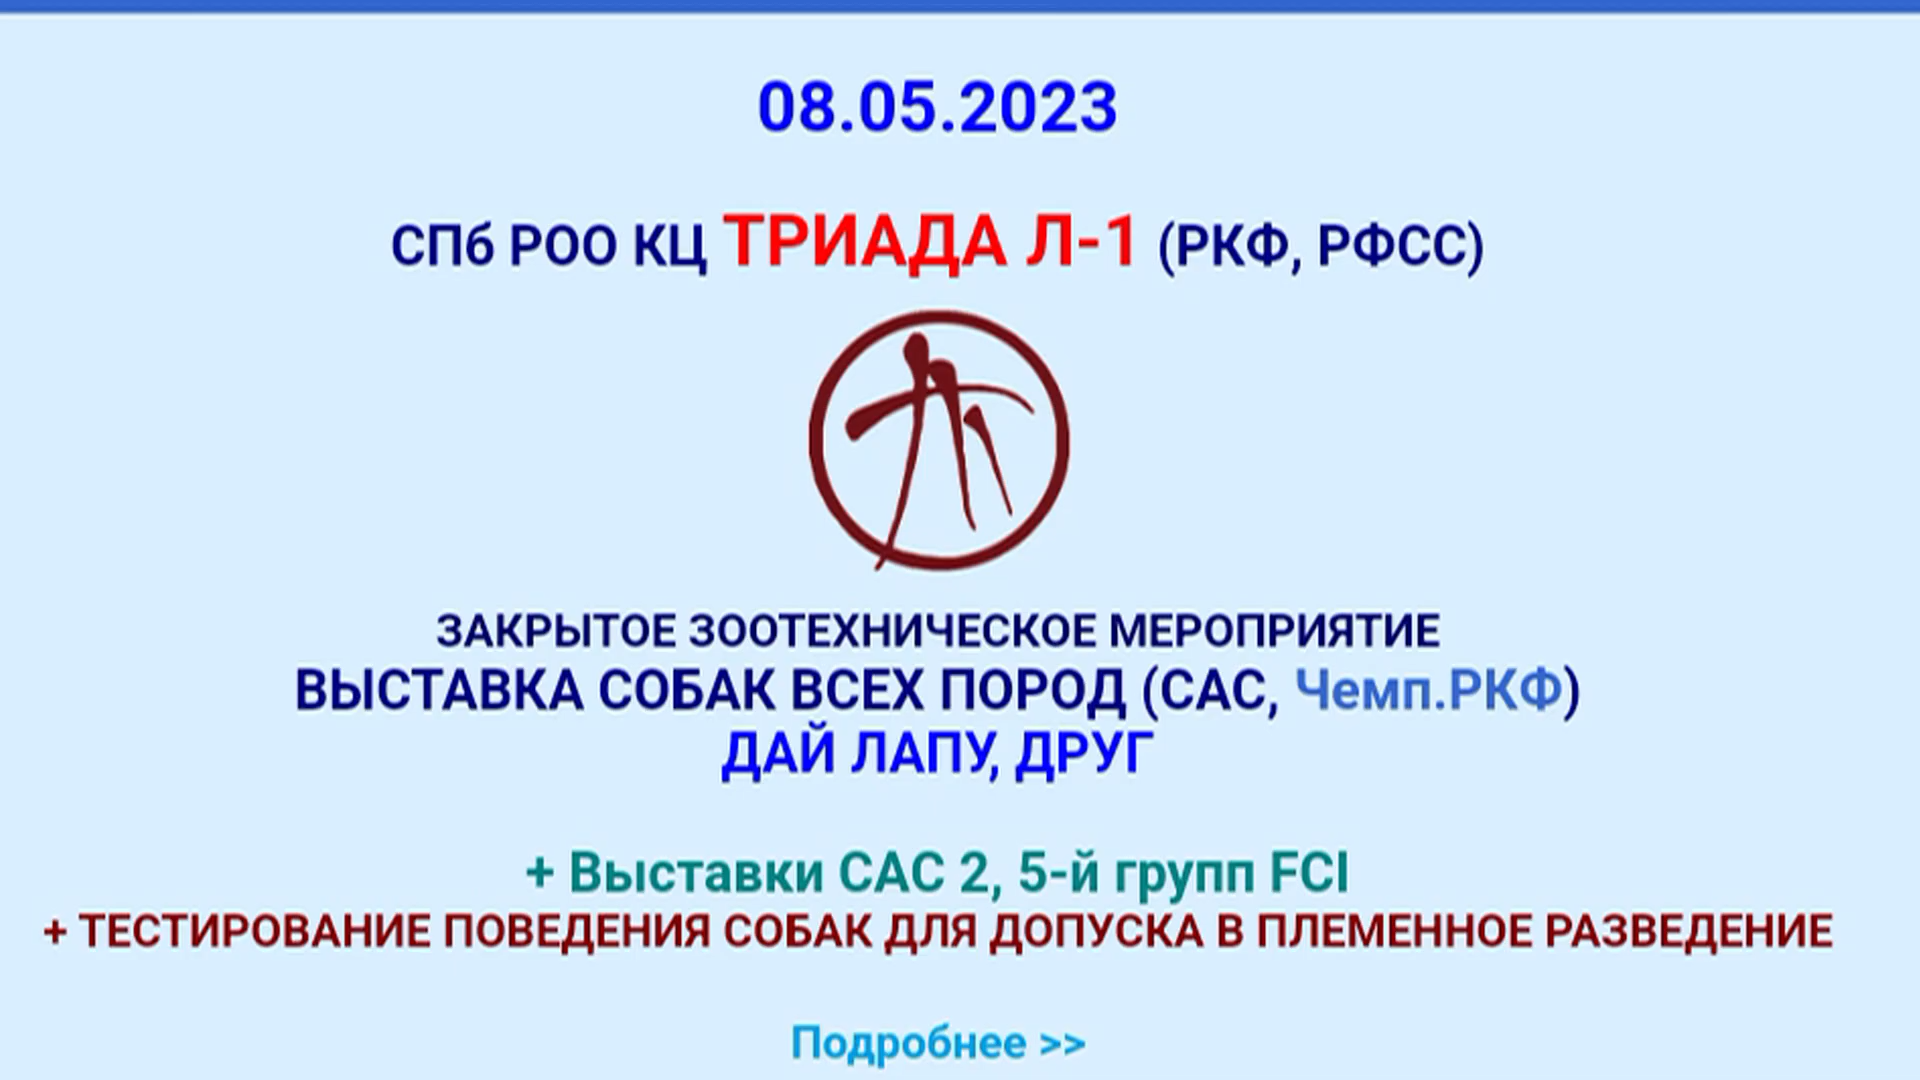 08.05.2023
СПб РОО КЦ ТРИАДА Л-1 (РКФ, РФСС)
ЗАКРЫТОЕ ЗООТЕХНИЧЕСКОЕ МЕРОПРИЯТИЕ
ВЫСТАВКА СОБАК ВСЕХ ПОРОД (САС, Чемп.РКФ)
ДАЙ ЛАПУ, ДРУГ
+ Выставки САС 2, 5-й групп FCI
+ ТЕСТИРОВАНИЕ ПОВЕДЕНИЯ СОБАК ДЛЯ ДОПУСКА В ПЛЕМЕННОЕ РАЗВЕДЕНИЕ
Подробнее >>